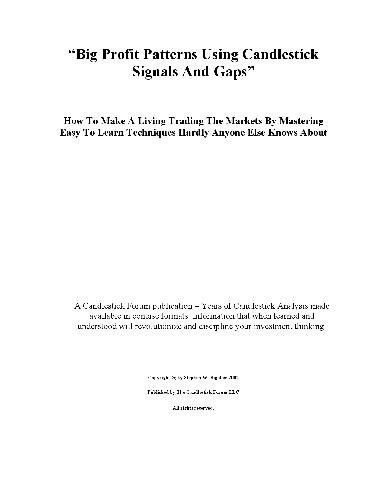 “Big Profit Patterns Using Candlestick
Signals And Gaps”
How To Make A Living Trading The Markets By Mastering
Easy To Learn Techniques Hardly Anyone Else Knows About
A Candlestick Forum publication – Years of Candlestick Analysis made
available in concise formats. Information that when learned and
understood will revolutionize and discipline your investment thinking.
Copyright by Stephen W. Bigalow
Published by The Candlestick Forum LLC
All rights reserved.